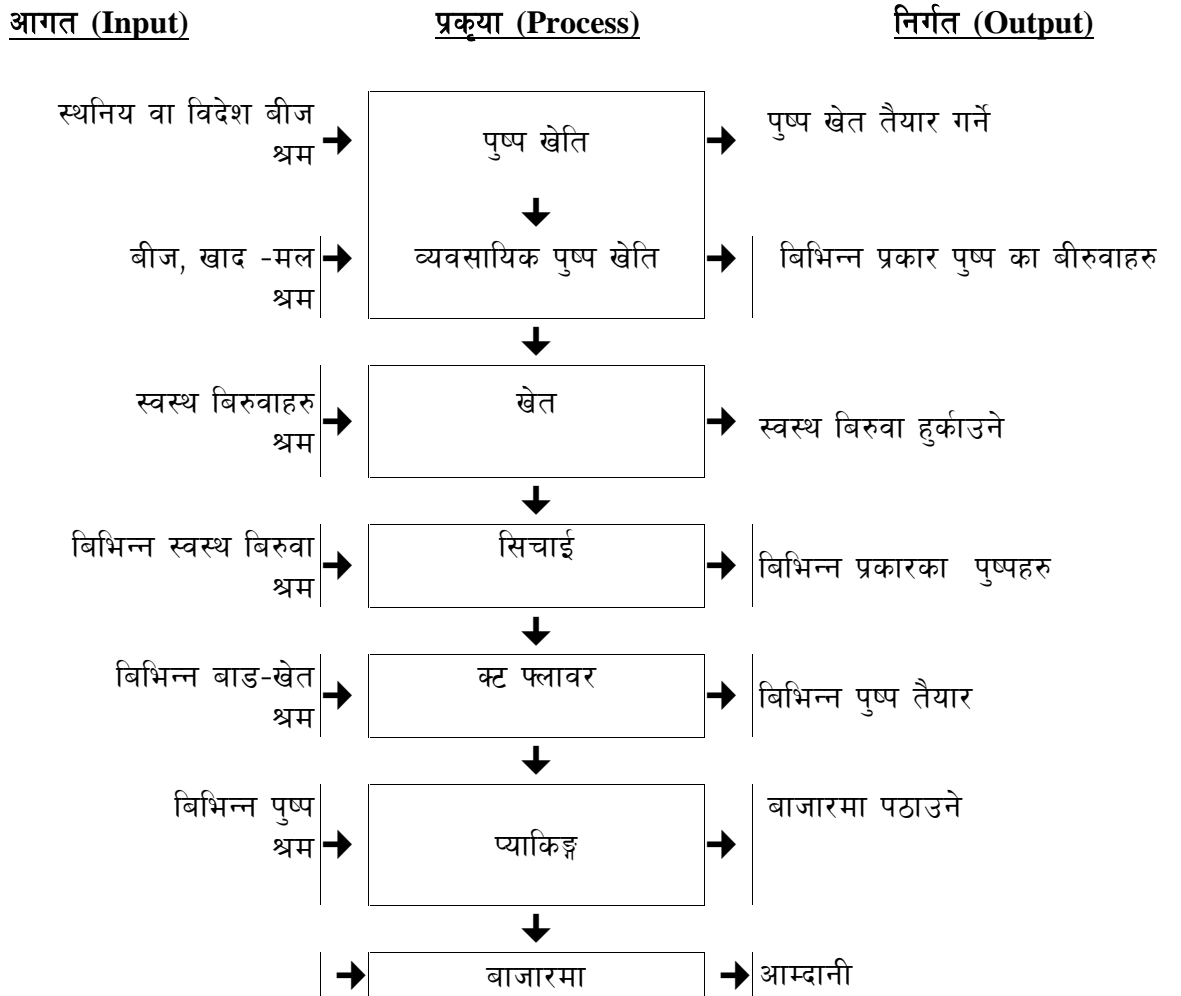 आगत (Input) प्रकृया (Process) निर्गत (Output)
स्थनिय वा विदेश बीज
श्रम
पुष्प खेति
पुष्प खेत तैयार गर्ने
बीज, खाद -मल
श्रम
व्यवसायिक पुष्प खेति
बिभिन्न प्रकार पुष्प का बीरुवाहरु
स्वस्थ बिरुवाहरु
श्रम
खेत
स्वस्थ बिरुवा हुर्काउने
बिभिन्न स्वस्थ बिरुवा
श्रम
सिचाई
बिभिन्न प्रकारका पुष्पहरु
बिभिन्न बाड-खेत
श्रम
क्ट फ्लावर
बिभिन्न पुष्प तैयार
बिभिन्न पुष्प
श्रम
प्याकिङ्ग
बाजारमा पठाउने
बाजारमा
आम्दानी